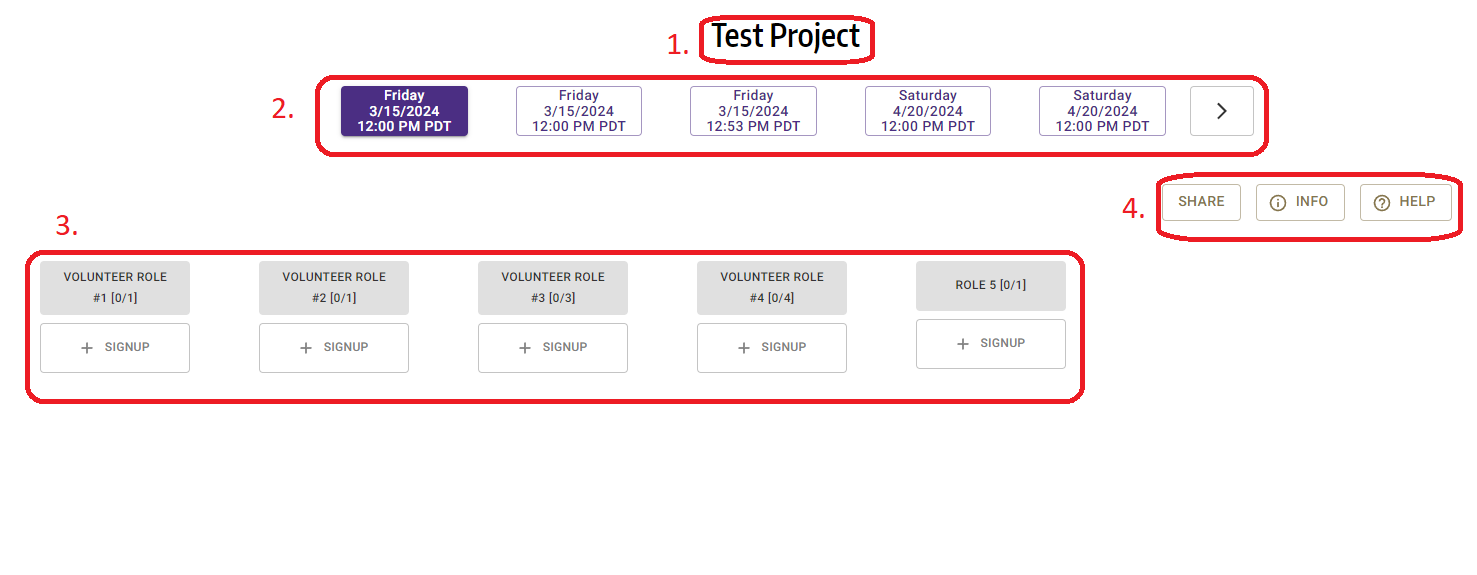 1. Test Project
2.
Friday Friday Friday Saturday Saturday
3/15/2024 3/15/2024 3/15/2024 4/20/2024 4/20/2024
12:00 PM PDT 12:00 PM PDT 12:53 PM PDT 12:00 PM PDT 12:00 PM PDT
4. SHARE INFO HELP
3.
VOLUNTEER ROLE VOLUNTEER ROLE VOLUNTEER ROLE VOLUNTEER ROLE ROLE 5 [0/1]
#1 [0/1] #2 [0/1] #3 [0/3] #4 [0/4]
+ SIGNUP + SIGNUP + SIGNUP + SIGNUP + SIGNUP